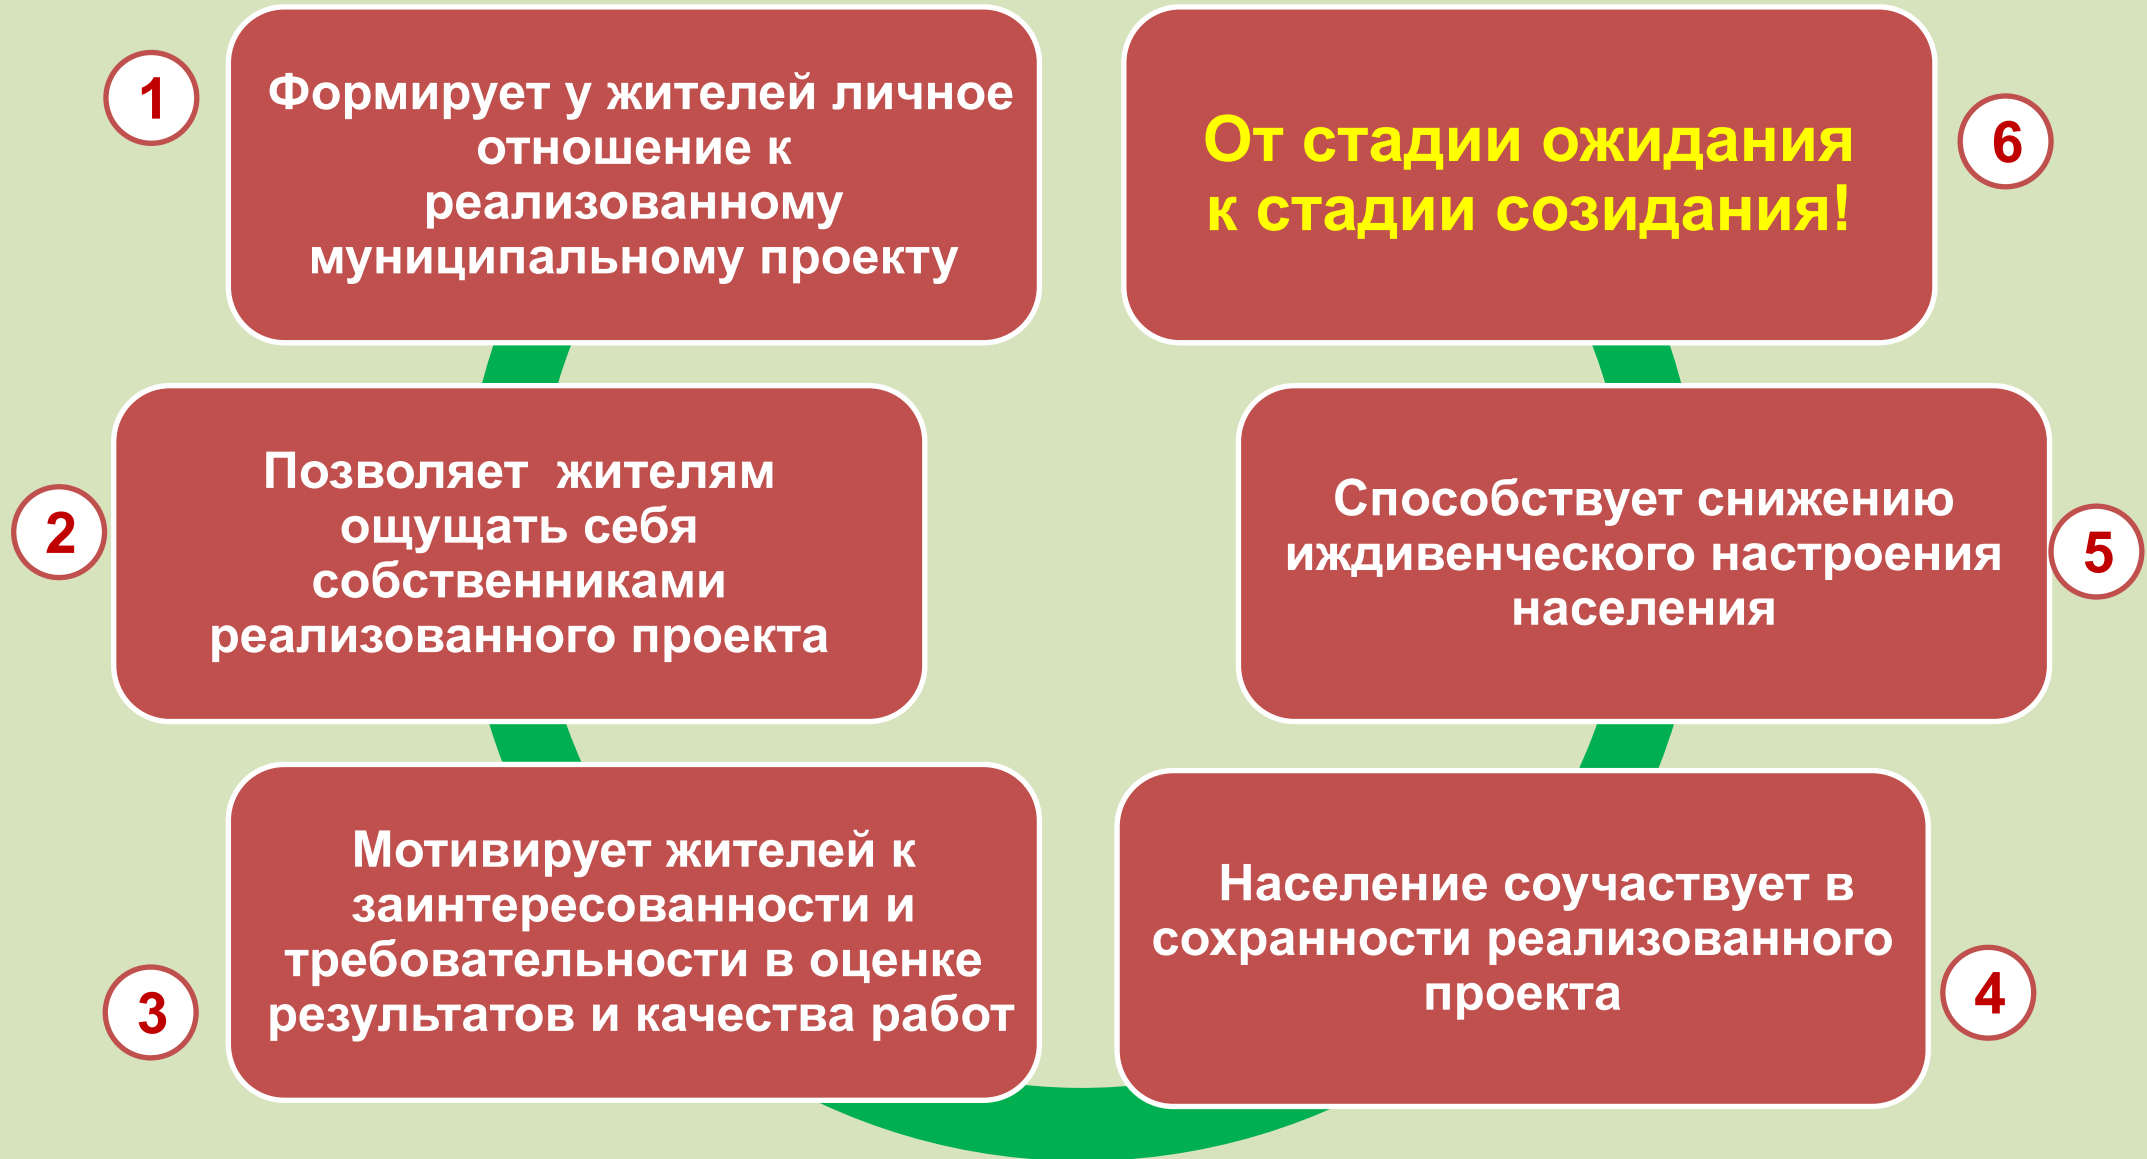 1
Формирует у жителей личное
отношение к
реализованному
муниципальному проекту
2
Позволяет  жителям
ощущать себя
собственниками
реализованного проекта
3
Мотивирует жителей к
заинтересованности и
требовательности в оценке
результатов и качества работ
4
Население соучаствует в
сохранности реализованного
проекта
5
Способствует снижению
иждивенческого настроения
населения
6
От стадии ожидания
к стадии созидания!